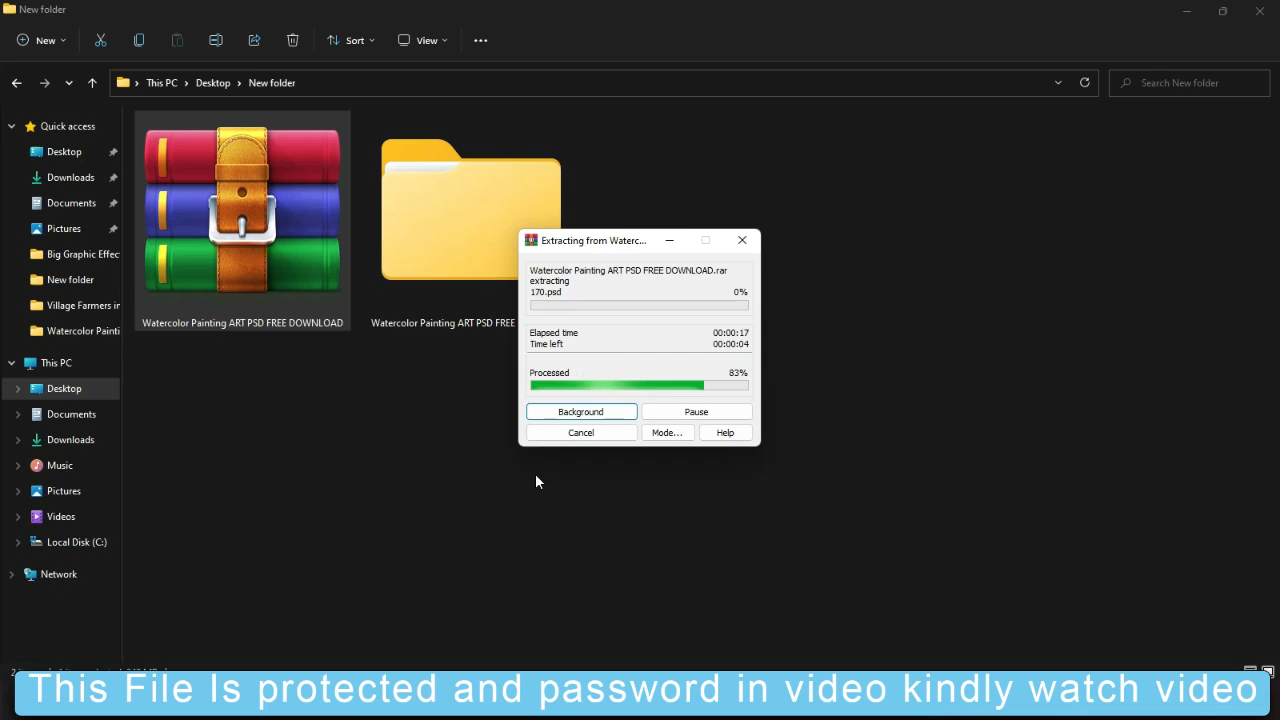 New folder
New
Sort
View
This PC > Desktop > New folder
Search New folder
Quick access
Desktop
Downloads
Documents
Pictures
Big Graphic Effec
New folder
Village Farmers in
Watercolor Painti
This PC
Desktop
Documents
Downloads
Music
Pictures
Videos
Local Disk (C:)
Network
Watercolor Painting ART PSD FREE DOWNLOAD
Watercolor Painting ART PSD FREE
Extracting from Waterc...
Watercolor Painting ART PSD FREE DOWNLOAD.rar
extracting
170.psd 0%
Elapsed time 00:00:17
Time left 00:00:04
Processed 83%
Background Pause
Cancel Mode... Help
This File Is protected and password in video kindly watch video